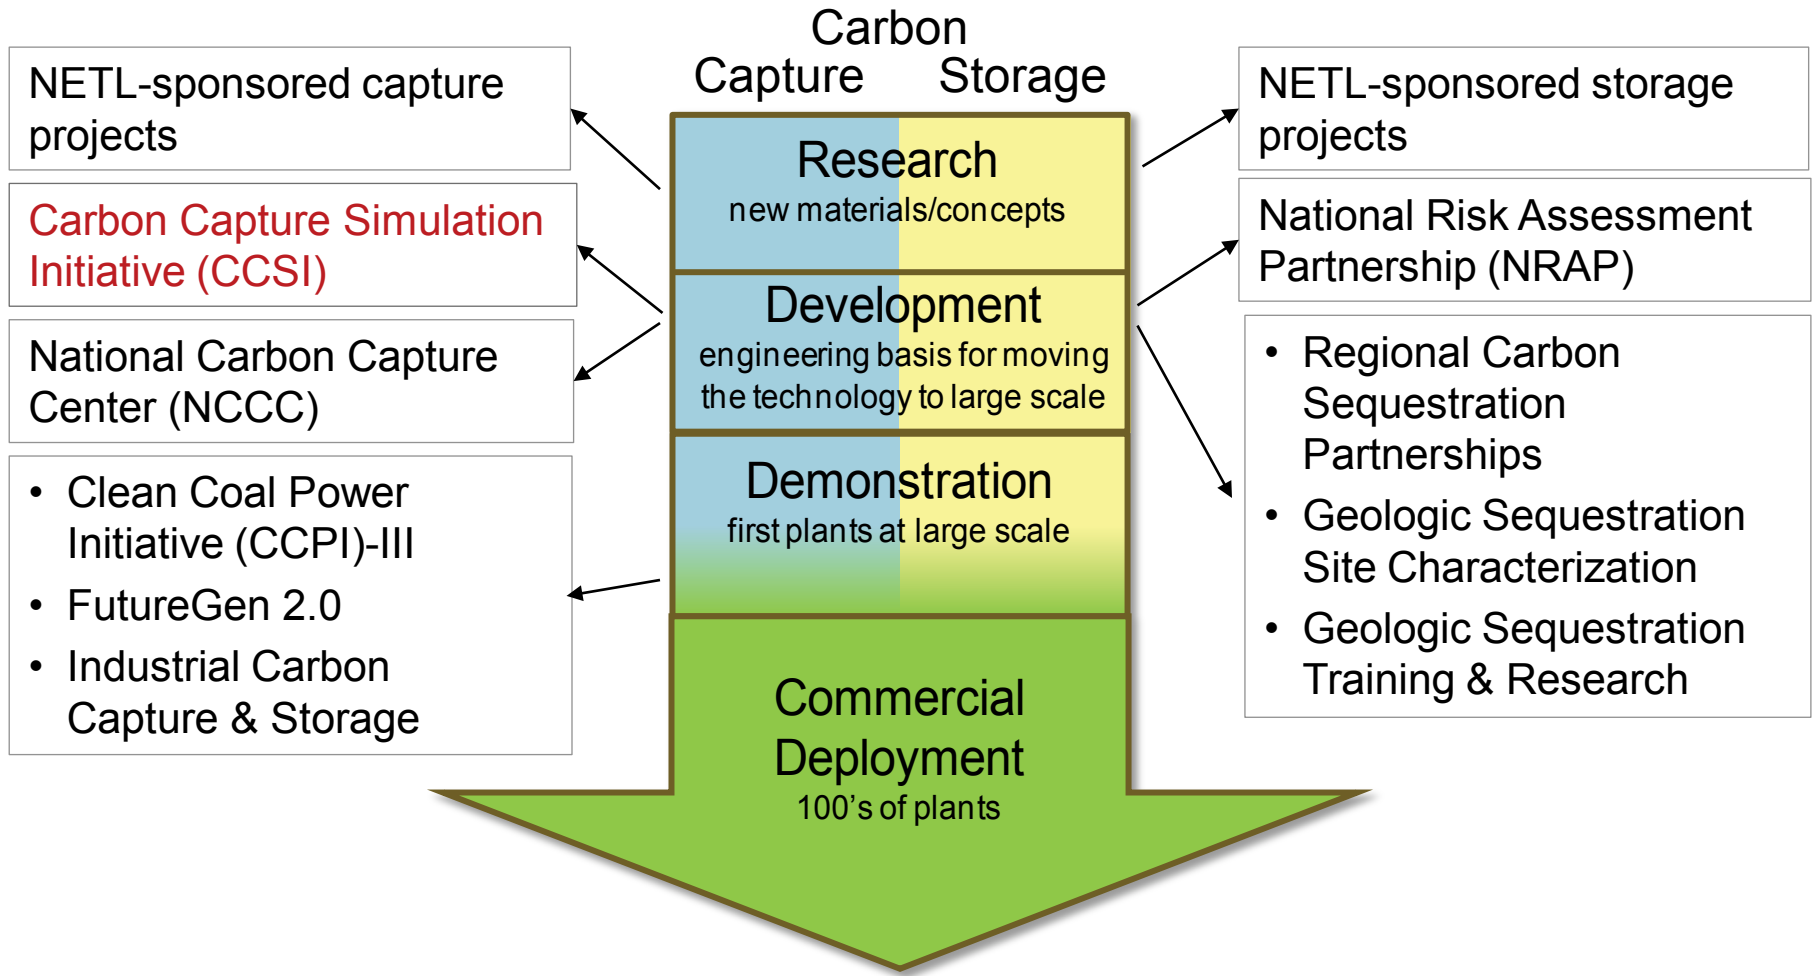 Carbon
Capture Storage
NETL-sponsored capture
projects
Carbon Capture Simulation
Initiative (CCSI)
National Carbon Capture
Center (NCCC)
• Clean Coal Power
Initiative (CCPI)-III
• FutureGen 2.0
• Industrial Carbon
Capture & Storage
Research
new materials/concepts
Development
engineering basis for moving
the technology to large scale
Demonstration
first plants at large scale
Commercial
Deployment
100's of plants
NETL-sponsored storage
projects
National Risk Assessment
Partnership (NRAP)
• Regional Carbon
Sequestration
Partnerships
• Geologic Sequestration
Site Characterization
• Geologic Sequestration
Training & Research